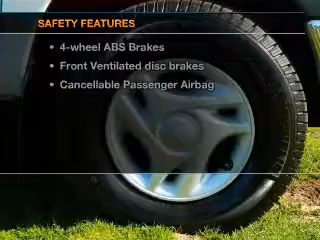 SAFETY FEATURES
• 4-wheel ABS Brakes
• Front Ventilated disc brakes
• Cancellable Passenger Airbag